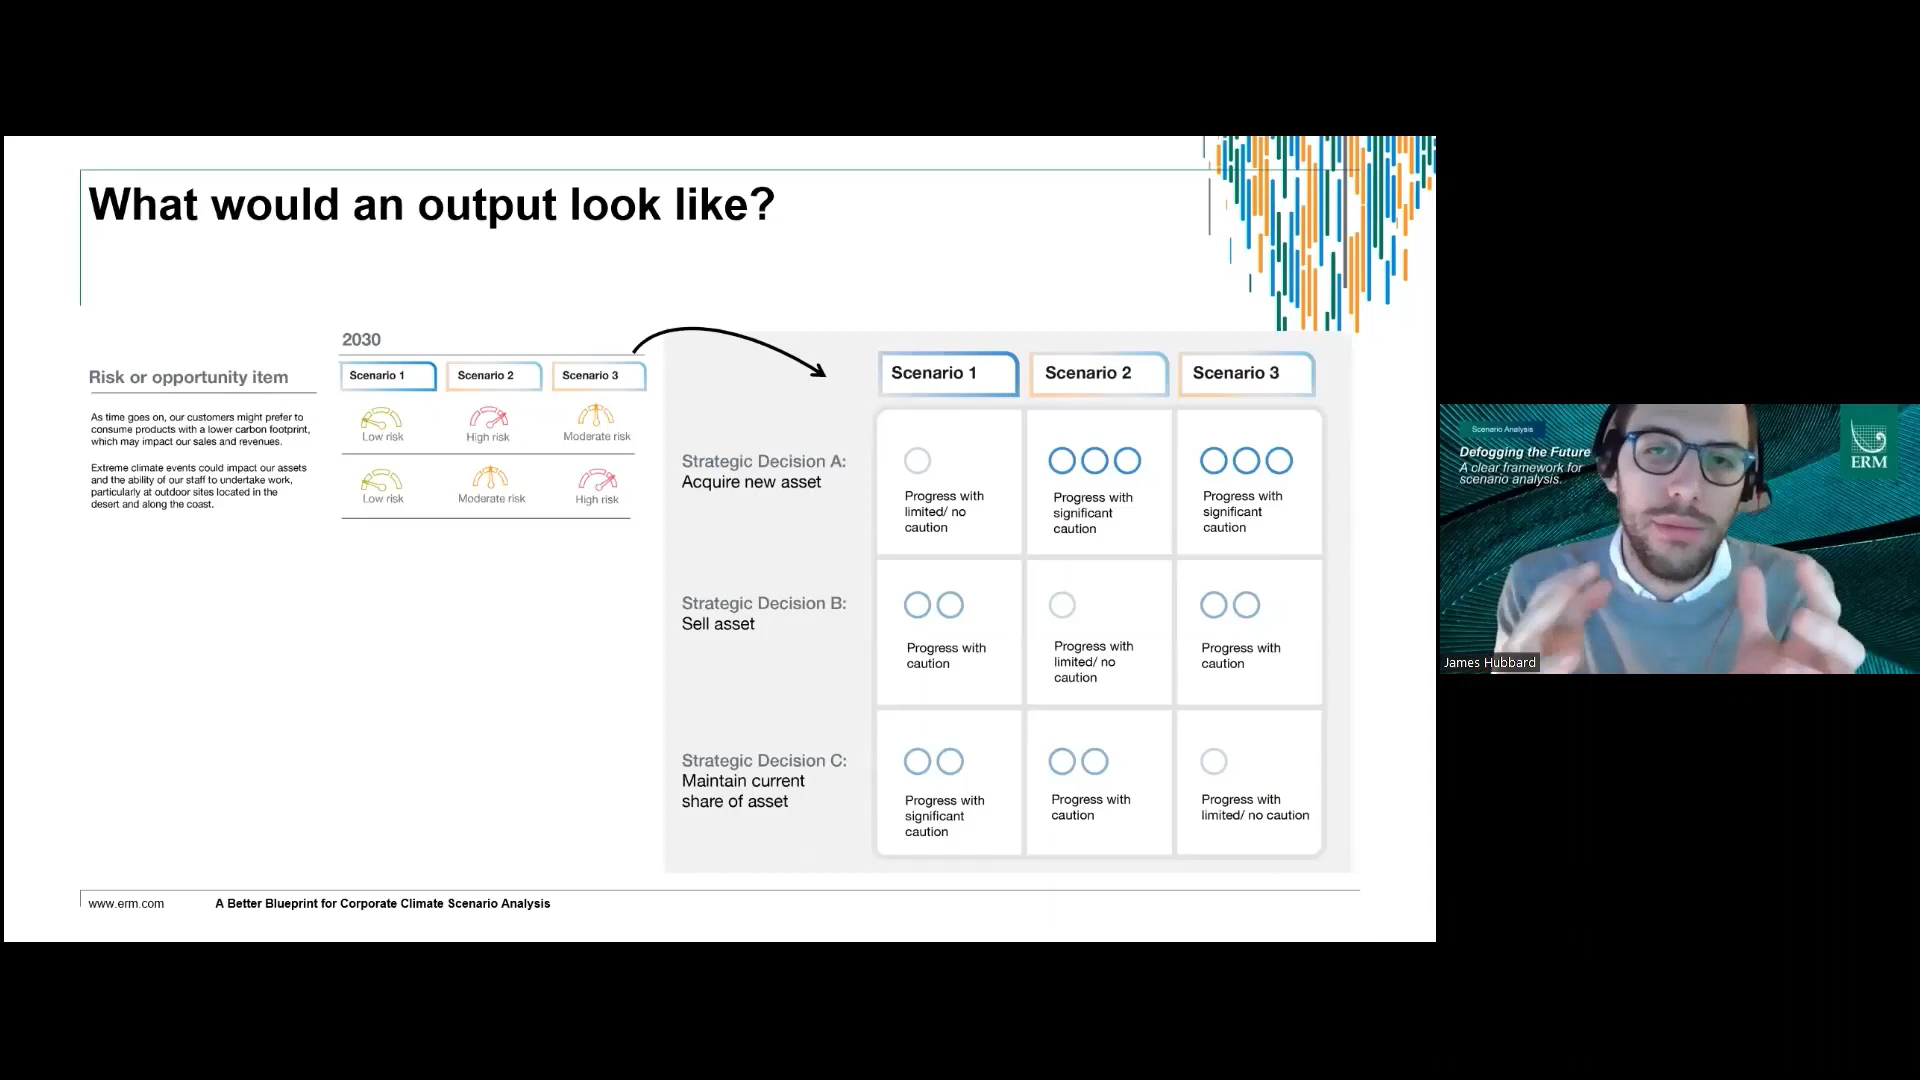 What would an output look like?
2030
Risk or opportunity item
Scenario 1
Scenario 2
Scenario 3
As time goes on, our customers might prefer to
consume products with a lower carbon footprint,
which may impact our sales and revenues.
Low risk
High risk
Moderate risk
Extreme climate events could impact our assets
and the ability of our staff to undertake work,
particularly at outdoor sites located in the
desert and along the coast.
Low risk
Moderate risk
High risk
Scenario 1
Scenario 2
Scenario 3
Strategic Decision A:
Acquire new asset
Progress with
limited/ no
caution
Progress with
significant
caution
Progress with
significant
caution
Strategic Decision B:
Sell asset
Progress with
caution
Progress with
limited/ no
caution
Progress with
caution
Strategic Decision C:
Maintain current
share of asset
Progress with
significant
caution
Progress with
caution
Progress with
limited/ no caution
www.erm.com
A Better Blueprint for Corporate Climate Scenario Analysis
Scenario Analysis
Defogging the Future
A clear framework for
scenario analysis.
ERM
James Hubbard